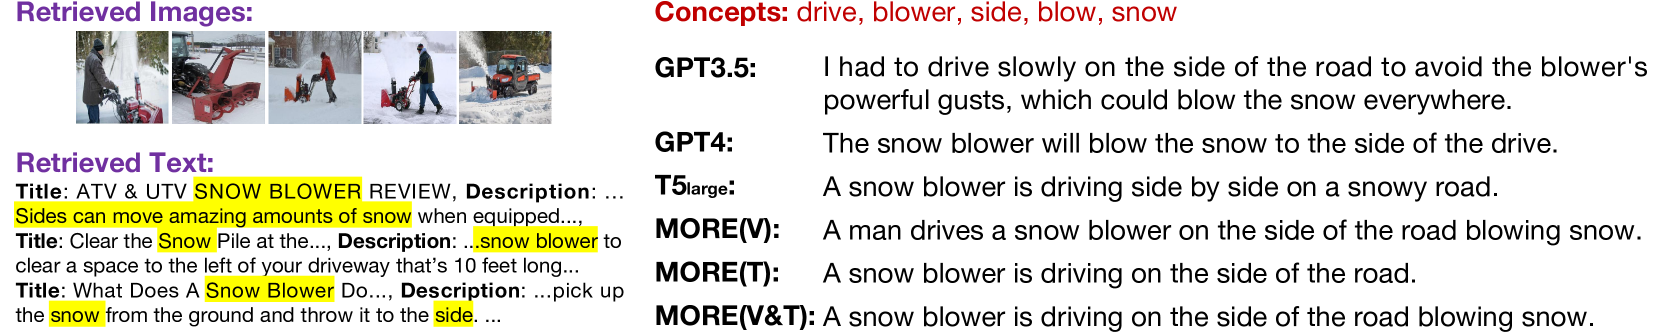 Retrieved Images:
Retrieved Text:
Title: ATV & UTV SNOW BLOWER REVIEW, Description: ...
Sides can move amazing amounts of snow when equipped...,
Title: Clear the Snow Pile at the..., Description: ...snow blower to
clear a space to the left of your driveway that’s 10 feet long...
Title: What Does A Snow Blower Do..., Description: ...pick up
the snow from the ground and throw it to the side. ...
Concepts: drive, blower, side, blow, snow
GPT3.5: I had to drive slowly on the side of the road to avoid the blower's
powerful gusts, which could blow the snow everywhere.
GPT4: The snow blower will blow the snow to the side of the drive.
T5large: A snow blower is driving side by side on a snowy road.
MORE(V): A man drives a snow blower on the side of the road blowing snow.
MORE(T): A snow blower is driving on the side of the road.
MORE(V&T): A snow blower is driving on the side of the road blowing snow.